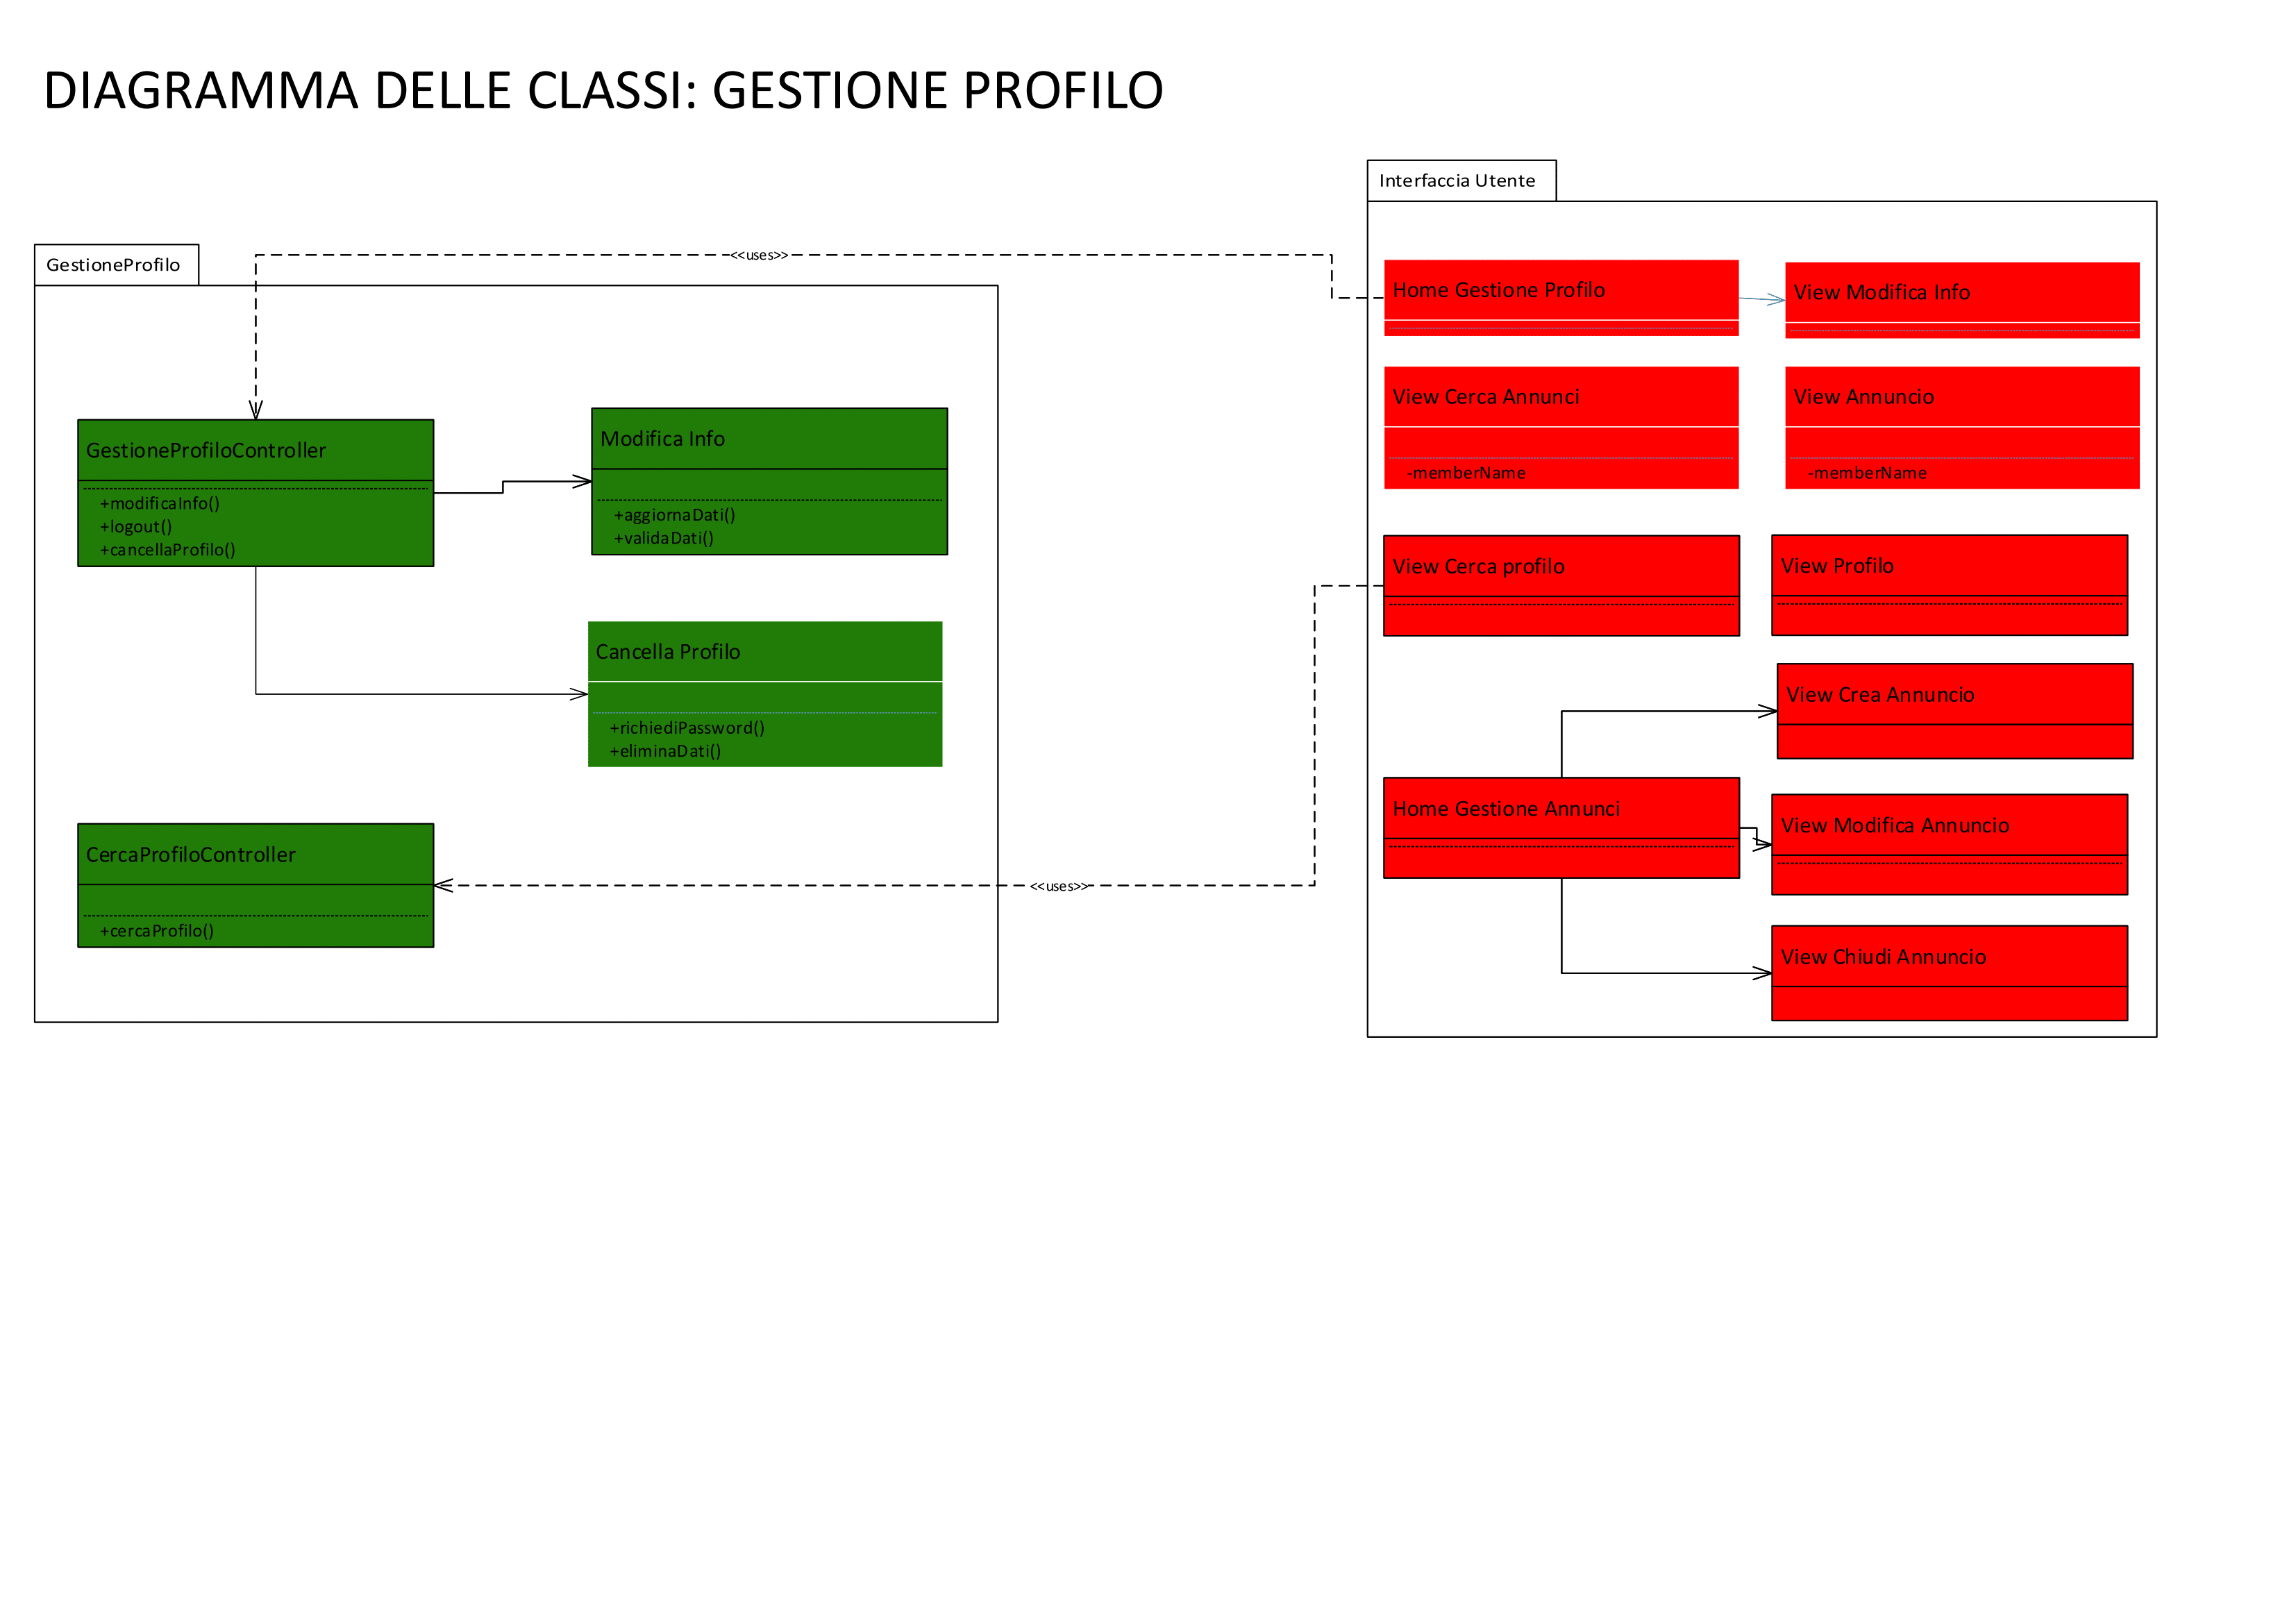 DIAGRAMMA DELLE CLASSI: GESTIONE PROFILO
GestioneProfilo
<<uses>>
GestioneProfiloController
+modificaInfo()
+logout()
+cancellaProfilo()
Modifica Info
+aggiornaDati()
+validaDati()
Cancella Profilo
+richiediPassword()
+eliminaDati()
CercaProfiloController
+cercaProfilo()
<<uses>>
Interfaccia Utente
Home Gestione Profilo
View Modifica Info
View Cerca Annunci
-memberName
View Annuncio
-memberName
View Cerca profilo
View Profilo
View Crea Annuncio
Home Gestione Annunci
View Modifica Annuncio
View Chiudi Annuncio